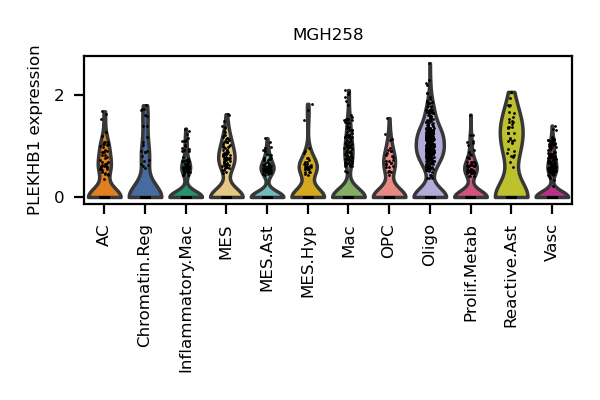 MGH258
PLEKHB1 expression
2
0
AC
Chromatin.Reg
Inflammatory.Mac
MES
MES.Ast
MES.Hyp
Mac
OPC
Oligo
Prolif.Metab
Reactive.Ast
Vasc